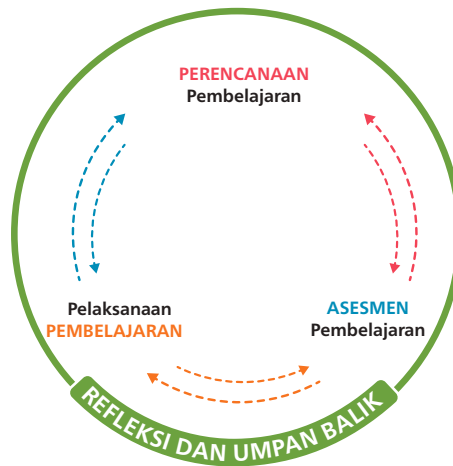 PERENCANAAN
Pembelajaran
Pelaksanaan
PEMBELAJARAN
ASESMEN
Pembelajaran
REFLEKSI DAN UMPAN BALIK